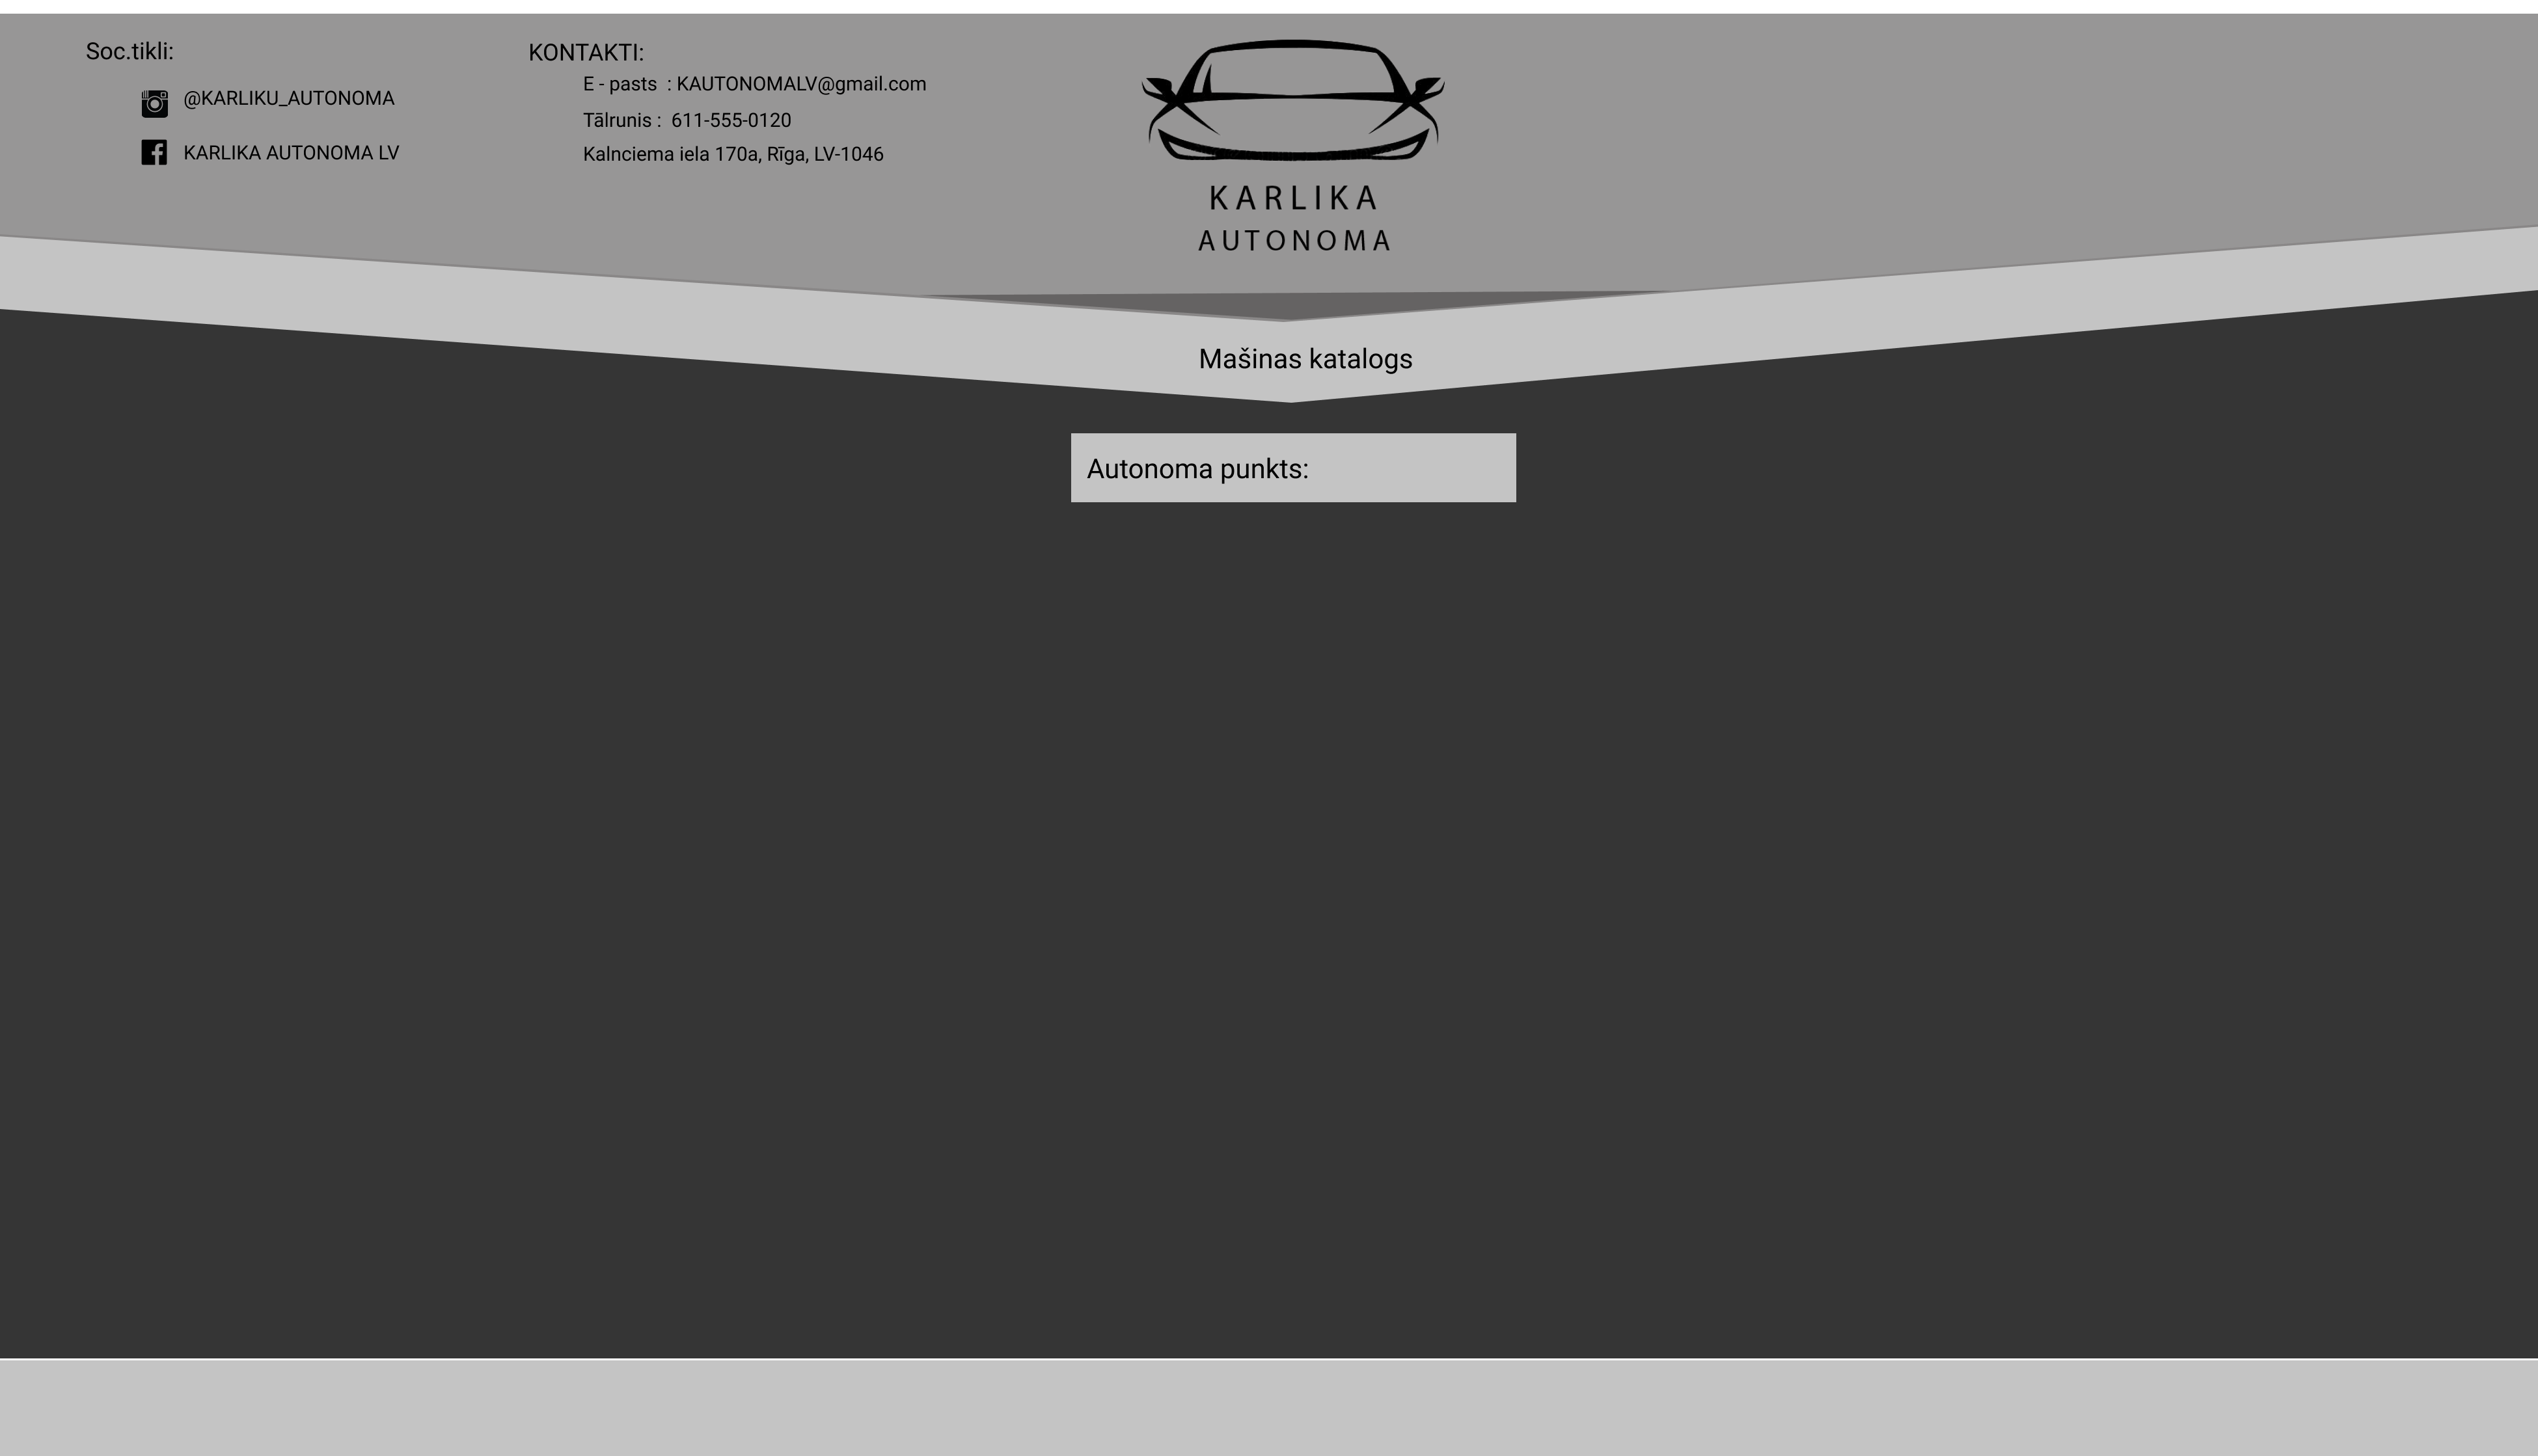 Soc.tikli:
@KARLIKU_AUTONOMA
KARLIKA AUTONOMA LV
KONTAKTI:
E - pasts  : KAUTONOMALV@gmail.com
Tālrunis :  611-555-0120
Kalnciema iela 170a, Rīga, LV-1046
KARLIKA
AUTONOMA
Mašinas katalogs
Autonoma punkts: